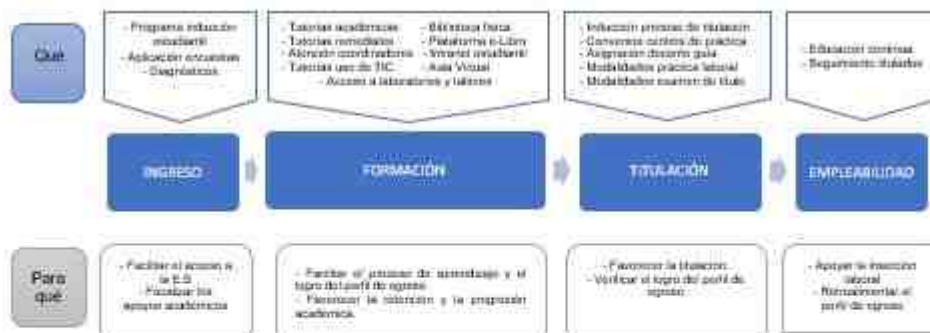 Qué
- Programa inducción
estudiantil
- Aplicación encuestas
- Diagnósticos
- Tutorías académicas
- Tutorías remediales
- Atención coordinadores
- Tutorías uso de TIC
- Biblioteca física
- Plataforma e-Libro
- Intranet estudiantil
- Aula Virtual
- Acceso a laboratorios y talleres
- Inducción proceso de titulación
- Convenios centros de práctica
- Asignación docente guía
- Modalidades práctica laboral
- Modalidades examen de título
- Educación continua
- Seguimiento titulados
INGRESO
FORMACIÓN
TITULACIÓN
EMPLEABILIDAD
Para
qué
- Facilitar el acceso a
la E.S
- Focalizar los
apoyos académicos
- Facilitar el proceso de aprendizaje y el
logro del perfil de egreso
- Favorecer la retención y la progresión
académica.
- Favorecer la titulación
- Verificar el logro del perfil de
egreso
- Apoyar la inserción
laboral
- Retroalimentar el
perfil de egreso